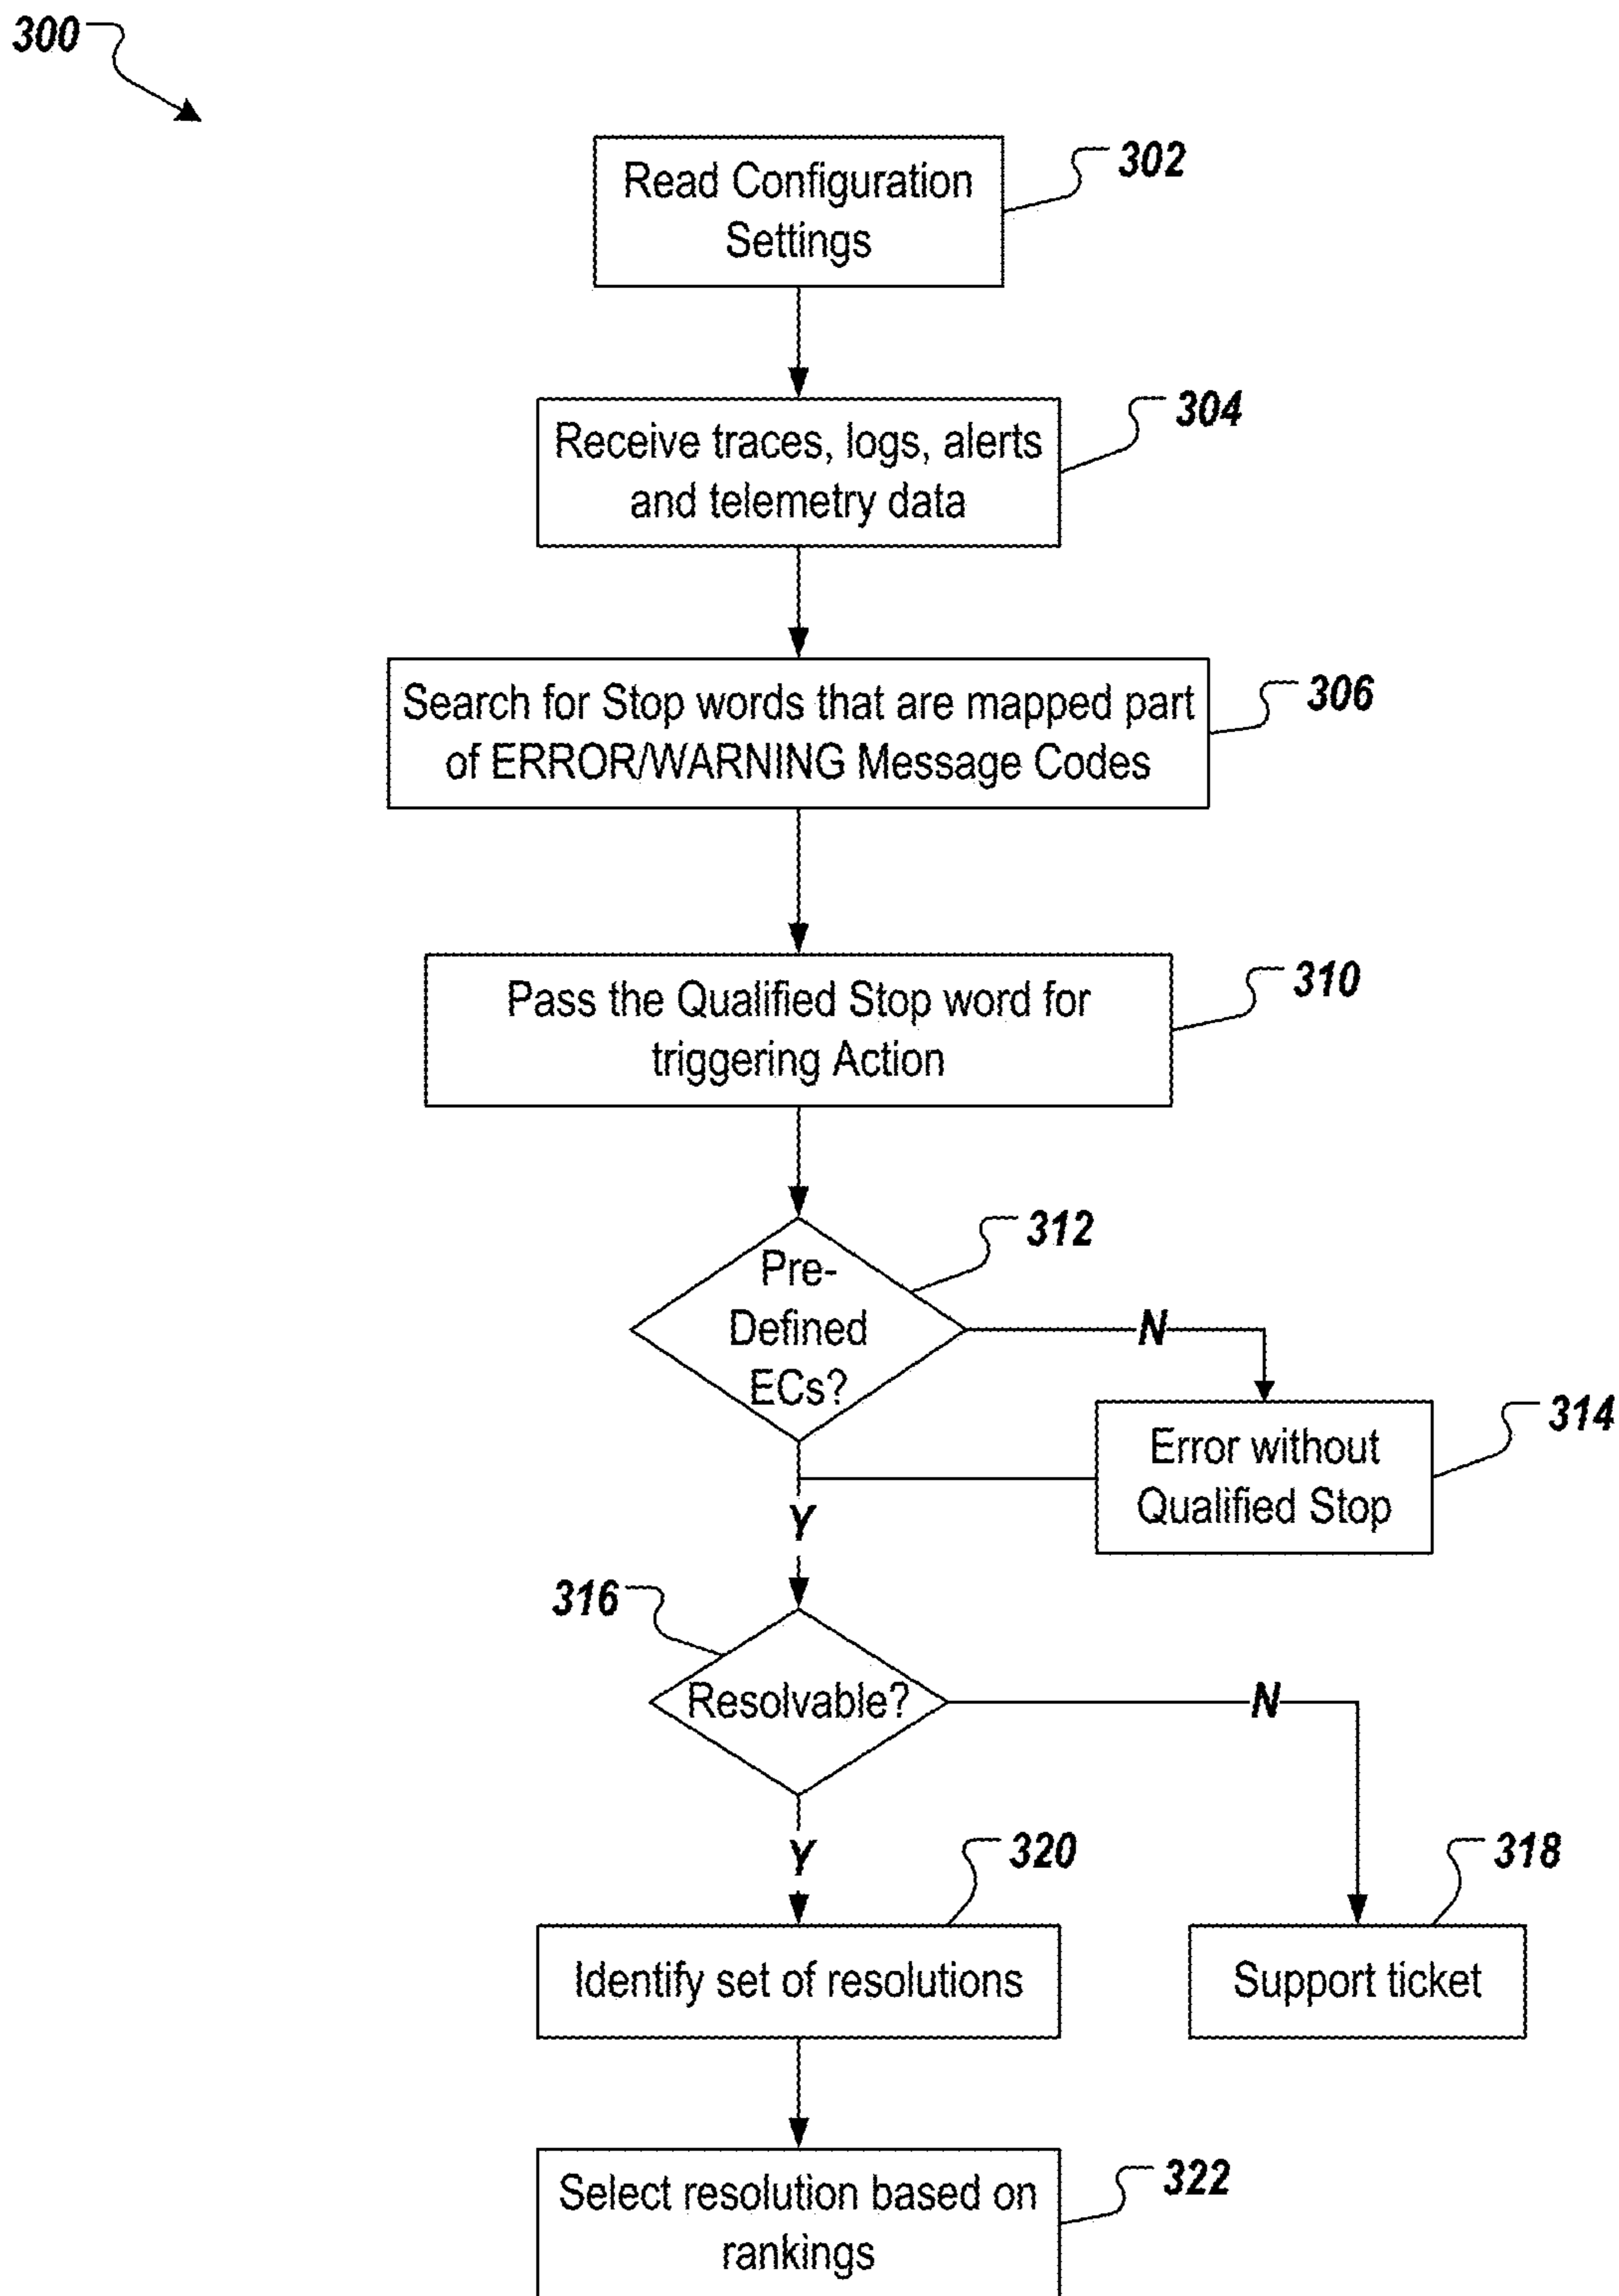 300
302
Read Configuration
Settings
304
Receive traces, logs, alerts
and telemetry data
306
Search for Stop words that are mapped part
of ERROR/WARNING Message Codes
310
Pass the Qualified Stop word for
triggering Action
312
Pre-
Defined
ECs?
N
314
Error without
Qualified Stop
Y
316
Resolvable?
N
Y
320
318
Identify set of resolutions
Support ticket
322
Select resolution based on
rankings